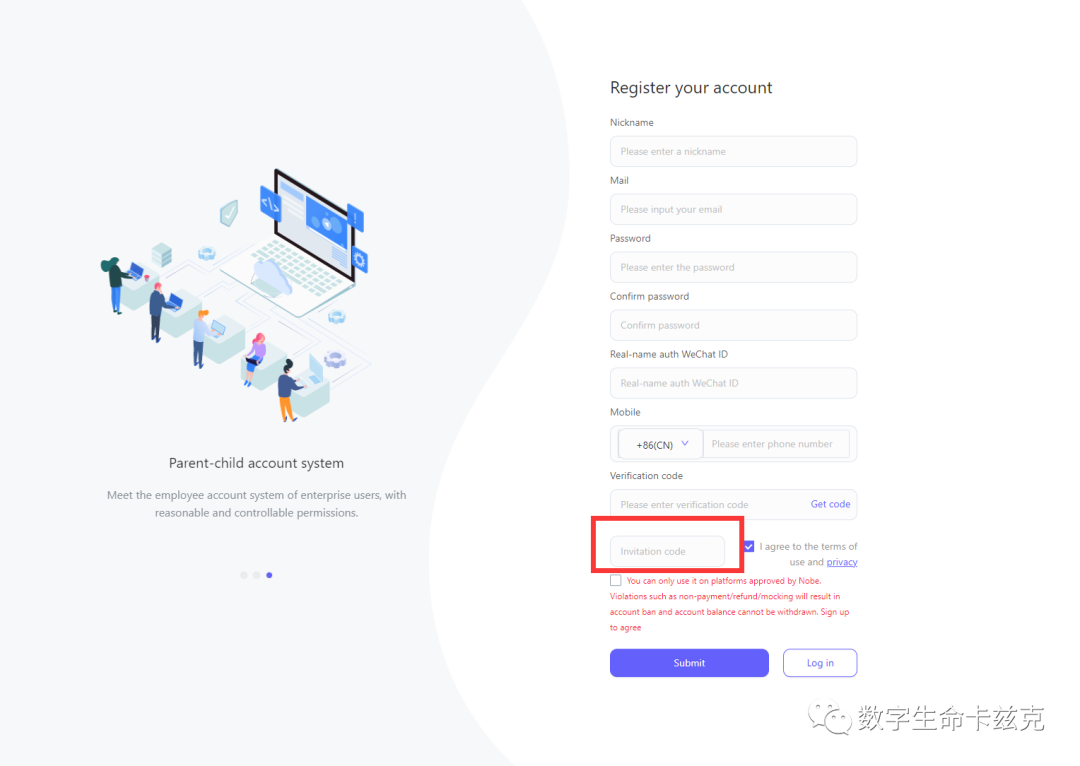 Register your account
Nickname
Please enter a nickname
Mail
Please input your email
Password
Please enter the password
Confirm password
Confirm password
Real-name auth WeChat ID
Real-name auth WeChat ID
Mobile
+86(CN)
Please enter phone number
Verification code
Please enter verification code
Get code
Invitation code
I agree to the terms of
use and privacy
You can only use it on platforms approved by Nobe.
Violations such as non-payment/refund/mocking will result in
account ban and account balance cannot be withdrawn. Sign up
to agree
Submit
Log in
</>
Parent-child account system
Meet the employee account system of enterprise users, with
reasonable and controllable permissions.
数字生命卡兹克